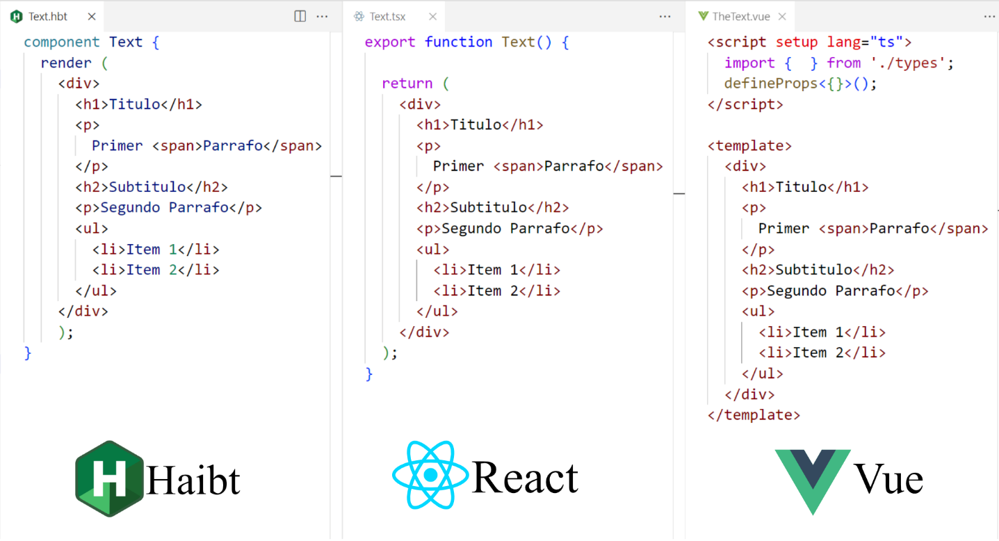 Text.hbt
component Text {
render (
<div>
<h1>Titulo</h1>
<p>
Primer <span>Parrafo</span>
</p>
<h2>Subtitulo</h2>
<p>Segundo Parrafo</p>
<ul>
<li>Item 1</li>
<li>Item 2</li>
</ul>
</div>
);
}
H
Haibt
Text.tsx
export function Text() {
return (
<div>
<h1>Titulo</h1>
<p>
Primer <span>Parrafo</span>
</p>
<h2>Subtitulo</h2>
<p>Segundo Parrafo</p>
<ul>
<li>Item 1</li>
<li>Item 2</li>
</ul>
</div>
);
}
React
TheText.vue
<script setup lang="ts">
import {  } from './types';
defineProps<{}>();
</script>
<template>
<div>
<h1>Titulo</h1>
<p>
Primer <span>Parrafo</span>
</p>
<h2>Subtitulo</h2>
<p>Segundo Parrafo</p>
<ul>
<li>Item 1</li>
<li>Item 2</li>
</ul>
</div>
</template>
Vue